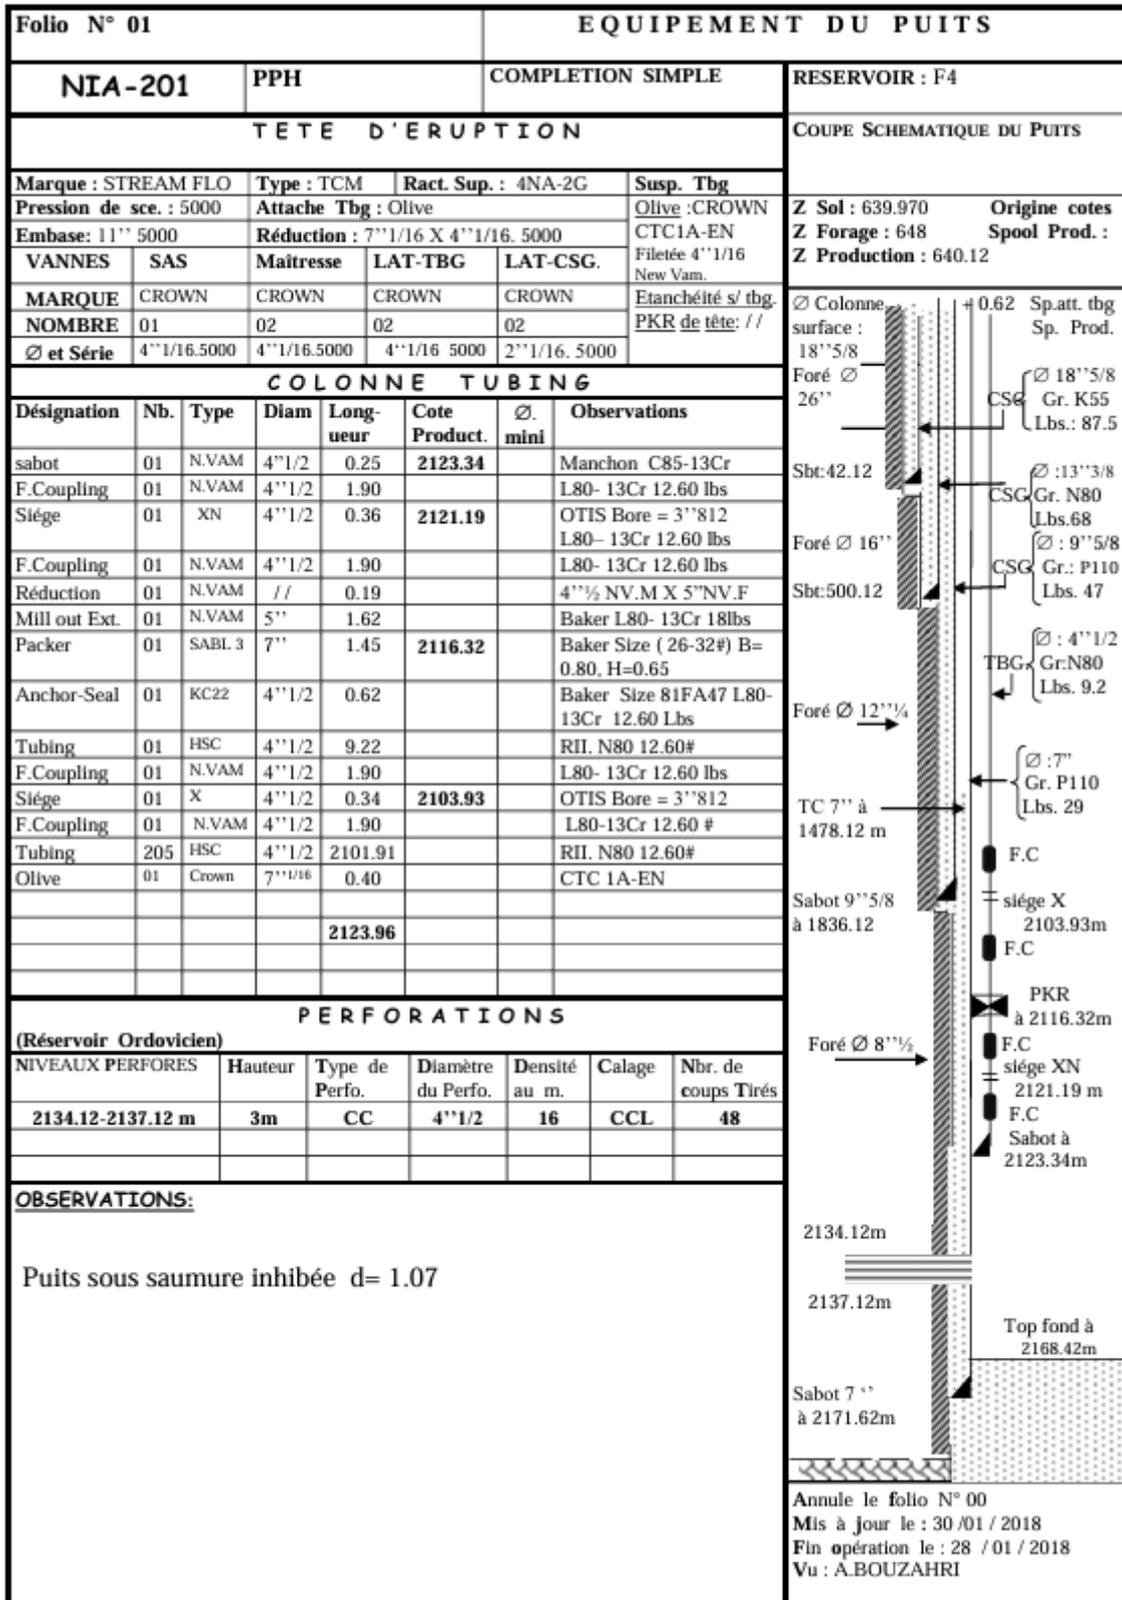 Folio N° 01
EQUIPEMENT DU PUITS
NIA-201
PPH
COMPLETION SIMPLE
RESERVOIR : F4
TETE D'ERUPTION
Marque : STREAM FLO Type : TCM Ract. Sup. : 4NA-2G Susp. Tbg
Pression de sce. : 5000 Attache Tbg : Olive Olive :CROWN
Embase: 11'' 5000 Réduction : 7''1/16 X 4''1/16. 5000 CTC1A-EN
Filetée 4''1/16
New Vam.
VANNES SAS Maîtresse LAT-TBG LAT-CSG.
MARQUE CROWN CROWN CROWN CROWN Etanchéité s/ tbg.
NOMBRE 01 02 02 02 PKR de tête: / /
Ø et Série 4''1/16.5000 4''1/16.5000 4''1/16 5000 2''1/16. 5000
COLONNE TUBING
Désignation Nb. Type Diam Long- Cote Ø. Observations
ueur Product. mini
sabot 01 N.VAM 4"1/2 0.25 2123.34 Manchon C85-13Cr
F.Coupling 01 N.VAM 4''1/2 1.90 L80- 13Cr 12.60 lbs
Siége 01 XN 4''1/2 0.36 2121.19 OTIS Bore = 3''812
L80– 13Cr 12.60 lbs
F.Coupling 01 N.VAM 4''1/2 1.90 L80- 13Cr 12.60 lbs
Réduction 01 N.VAM / / 0.19 4''½ NV.M X 5''NV.F
Mill out Ext. 01 N.VAM 5'' 1.62 Baker L80- 13Cr 18lbs
Packer 01 SABL 3 7'' 1.45 2116.32 Baker Size ( 26-32#) B=
0.80, H=0.65
Anchor-Seal 01 KC22 4''1/2 0.62 Baker Size 81FA47 L80-
13Cr 12.60 Lbs
Tubing 01 HSC 4''1/2 9.22 RII. N80 12.60#
F.Coupling 01 N.VAM 4''1/2 1.90 L80- 13Cr 12.60 lbs
Siége 01 X 4''1/2 0.34 2103.93 OTIS Bore = 3''812
F.Coupling 01 N.VAM 4''1/2 1.90 L80-13Cr 12.60 #
Tubing 205 HSC 4''1/2 2101.91 RII. N80 12.60#
Olive 01 Crown 7''1/16 0.40 CTC 1A-EN
2123.96
PERFORATIONS
(Réservoir Ordovicien)
NIVEAUX PERFORES Hauteur Type de Diamètre Densité Calage Nbr. de
Perfo. du Perfo. au m. coups Tirés
2134.12-2137.12 m 3m CC 4''1/2 16 CCL 48
OBSERVATIONS:
Puits sous saumure inhibée d= 1.07
COUPE SCHEMATIQUE DU PUITS
Z Sol : 639.970 Origine cotes
Z Forage : 648 Spool Prod. :
Z Production : 640.12
Ø Colonne + 0.62 Sp.att. tbg
surface : Sp. Prod.
18''5/8
Foré Ø
26''
Ø 18''5/8
CSG Gr. K55
Lbs.: 87.5
Sbt:42.12
Ø :13''3/8
CSG Gr. N80
Lbs.68
Foré Ø 16''
Ø : 9''5/8
CSG Gr.: P110
Lbs. 47
Sbt:500.12
Ø : 4''1/2
TBG Gr:N80
Lbs. 9.2
Foré Ø 12''¼
Ø :7''
Gr. P110
Lbs. 29
TC 7'' à
1478.12 m
F.C
Sabot 9''5/8
à 1836.12
siége X
2103.93m
F.C
PKR
à 2116.32m
Foré Ø 8''½
F.C
siége XN
2121.19 m
F.C
Sabot à
2123.34m
2134.12m
2137.12m
Top fond à
2168.42m
Sabot 7 ''
à 2171.62m
Annule le folio N° 00
Mis à jour le : 30 /01 / 2018
Fin opération le : 28 / 01 / 2018
Vu : A.BOUZAHRI